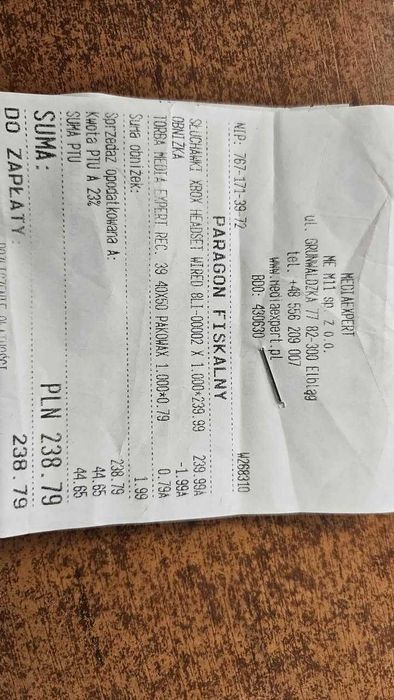 MEDIAEXPERT
ME M11 SP. Z O.O.
ul. GRUNWALDZKA 77 82-300 Elbląg
tel. +48 556 209 007
www.mediaexpert.pl
BDO: 430630
NIP: 767-171-39-72 W268310
PARAGON FISKALNY
SŁUCHAWKI XBOX HEADSET WIRED 8LI-00002 X 1.000*239.99 239.99A
OBNIŻKA -1.99A
TORBA MEDIA EXPERT REC 39 40X60 PAKOMAX 1.000*0.79 0.79A
Suma obniżek: 1.99
Sprzedaż opodatkowana A: 238.79
Kwota PTU A 23% 44.65
SUMA PTU 44.65
SUMA: PLN 238.79
DO ZAPŁATY: 238.79